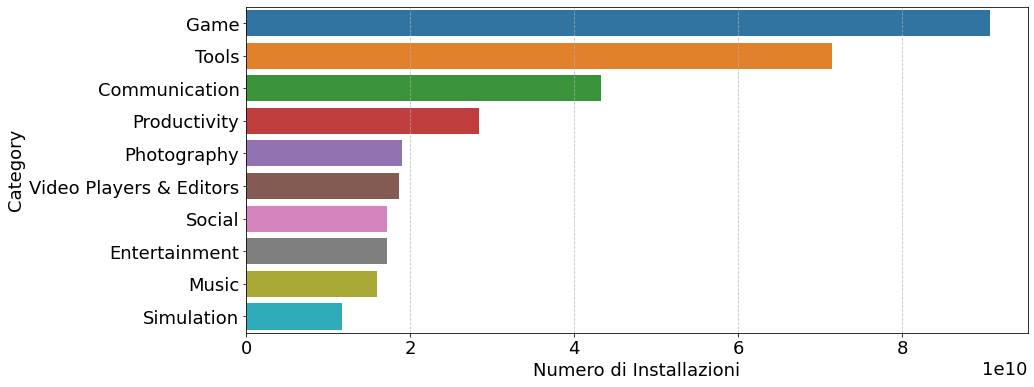 Game
Tools
Communication
Productivity
Photography
Video Players & Editors
Social
Entertainment
Music
Simulation
Category
0 2 4 6 8
1e10
Numero di Installazioni